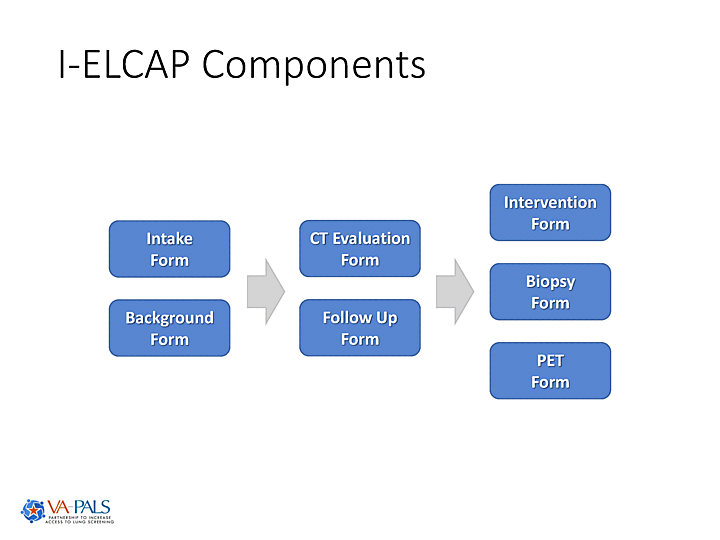 I-ELCAP Components
Intake
Form
Background
Form
CT Evaluation
Form
Follow Up
Form
Intervention
Form
Biopsy
Form
PET
Form
VA-PALS
PARTNERSHIP TO INCREASE
ACCESS TO LUNG SCREENING